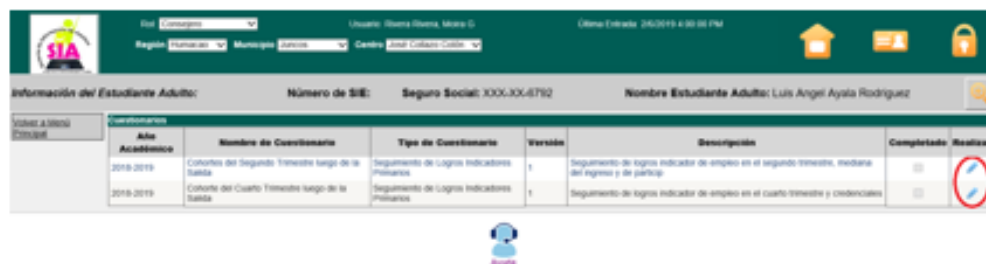 SIA
Rol Consejero
Usuario: Rivera Rivera, Moira G
Última Entrada: 2/6/2019 4:00:00 PM
Región Humacao Municipio Juncos Centro José Collazo Colón
Información del Estudiante Adulto: Número de SIE: Seguro Social: XXX-XX-6792 Nombre Estudiante Adulto: Luis Angel Ayala Rodriguez
Volver a Menú
Principal
Cuestionarios
Año
Académico
Nombre de Cuestionario
Tipo de Cuestionario
Versión
Descripción
Completado
Realiza
2018-2019
Cohortes del Segundo Trimestre luego de la
Salida
Seguimiento de Logros Indicadores
Primarios
1
Seguimiento de logros indicador de empleo en el segundo trimestre, mediana
del ingreso y de particip
2018-2019
Cohorte del Cuarto Trimestre luego de la
Salida
Seguimiento de Logros Indicadores
Primarios
1
Seguimiento de logros indicador de empleo en el cuarto trimestre y credenciales
Ayuda